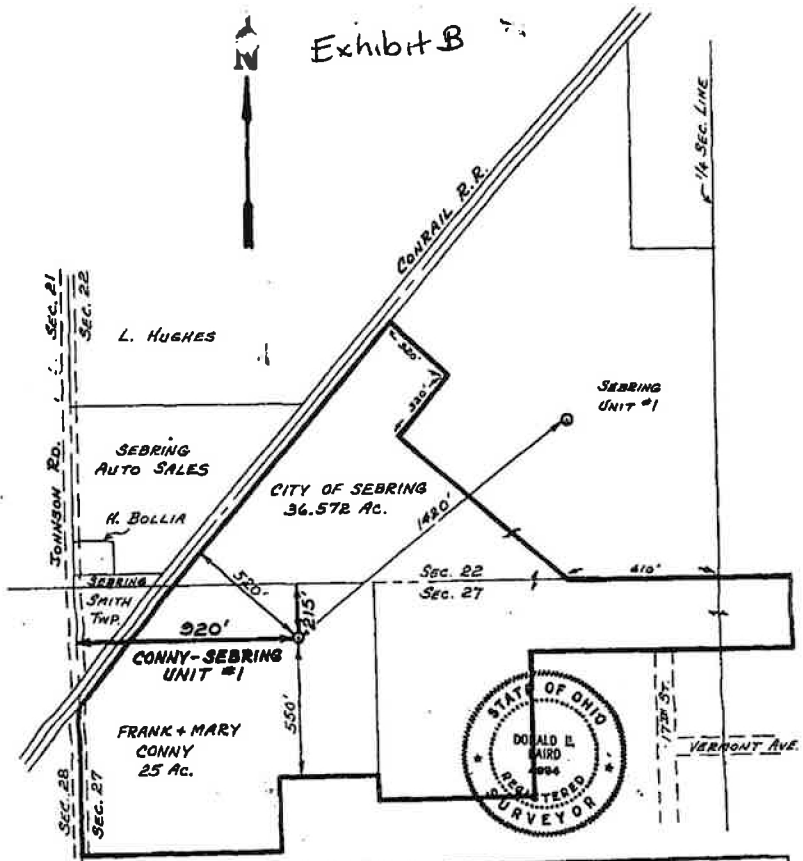 Exhibit B
N
CONRAIL R.R.
1/4 SEC. LINE
SEC. 21
SEC. 22
L. HUGHES
320'
320'
SEBRING
UNIT #1
JOHNSON RD.
SEBRING
AUTO SALES
H. BOLLIA
CITY OF SEBRING
36.572 Ac.
1420'
SEBRING
SMITH
TWP.
520'
SEC. 22
SEC. 27
410'
215'
920'
CONNY-SEBRING
UNIT #1
550'
FRANK + MARY
CONNY
25 Ac.
SEC. 28
SEC. 27
STATE OF OHIO
DONALD
BAIRD
REGISTERED
SURVEYOR
17TH ST.
VERMONT AVE.